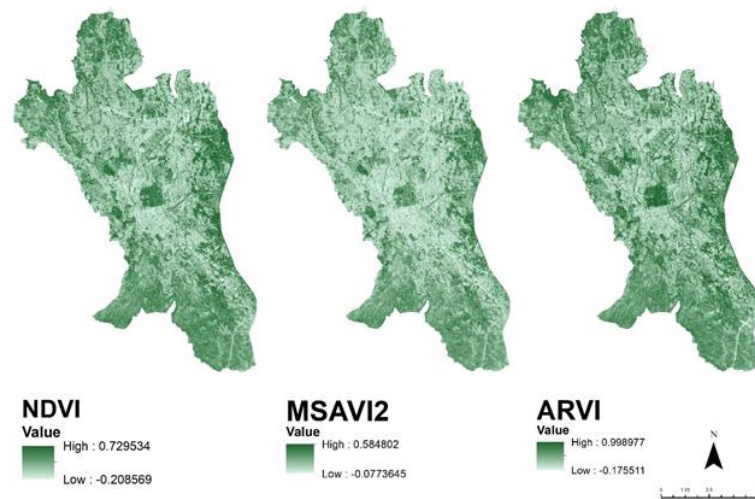 NDVI
Value
High : 0.729534
Low : -0.208569
MSAVI2
Value
High : 0.584802
Low : -0.0773645
ARVI
Value
High : 0.998977
Low : -0.175511
N
0